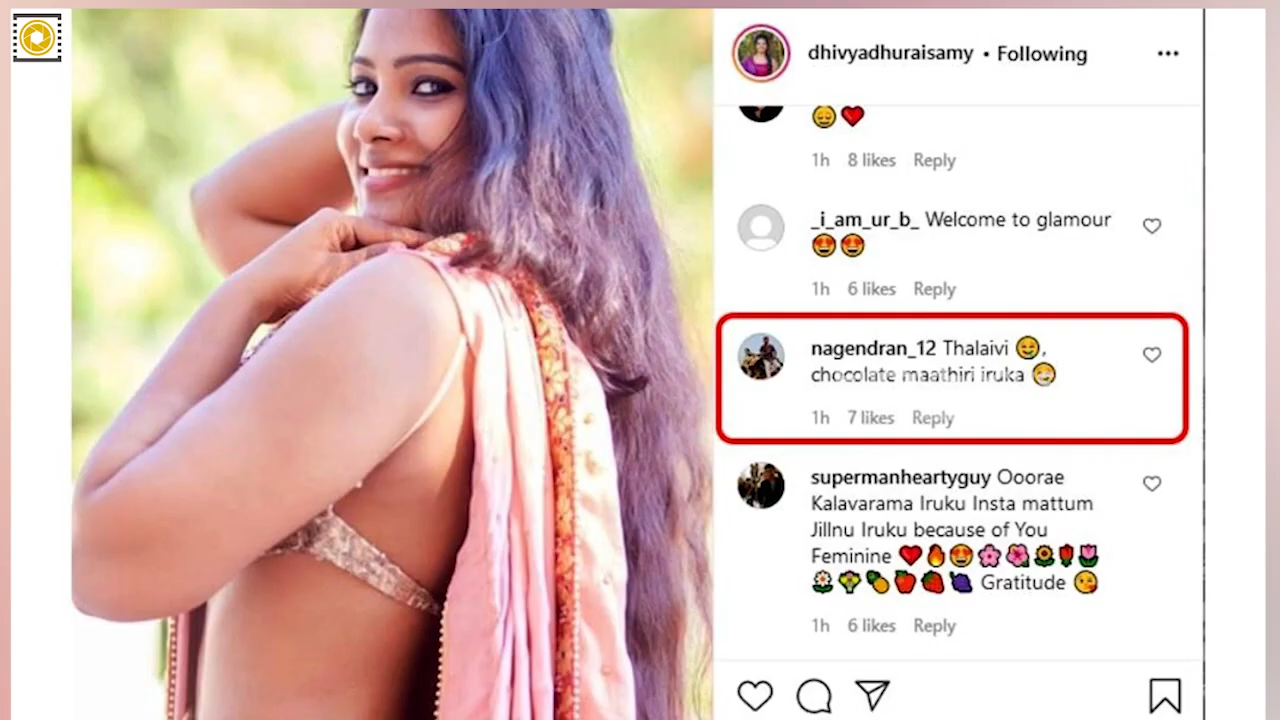 dhivyadhuraisamy • Following
😌❤️
1h 8 likes Reply
_i_am_ur_b_ Welcome to glamour
😍😍
1h 6 likes Reply
nagendran_12 Thalaivi 😌,
chocolate maathiri iruka 😁
1h 7 likes Reply
supermanheartyguy Ooorae
Kalavarama Iruku Insta mattum
Jillnu Iruku because of You
Feminine ❤️🔥😍🌸🌺🌻🌹🌷
🌼💐🍍🍎🍓🍇 Gratitude 😘
1h 6 likes Reply